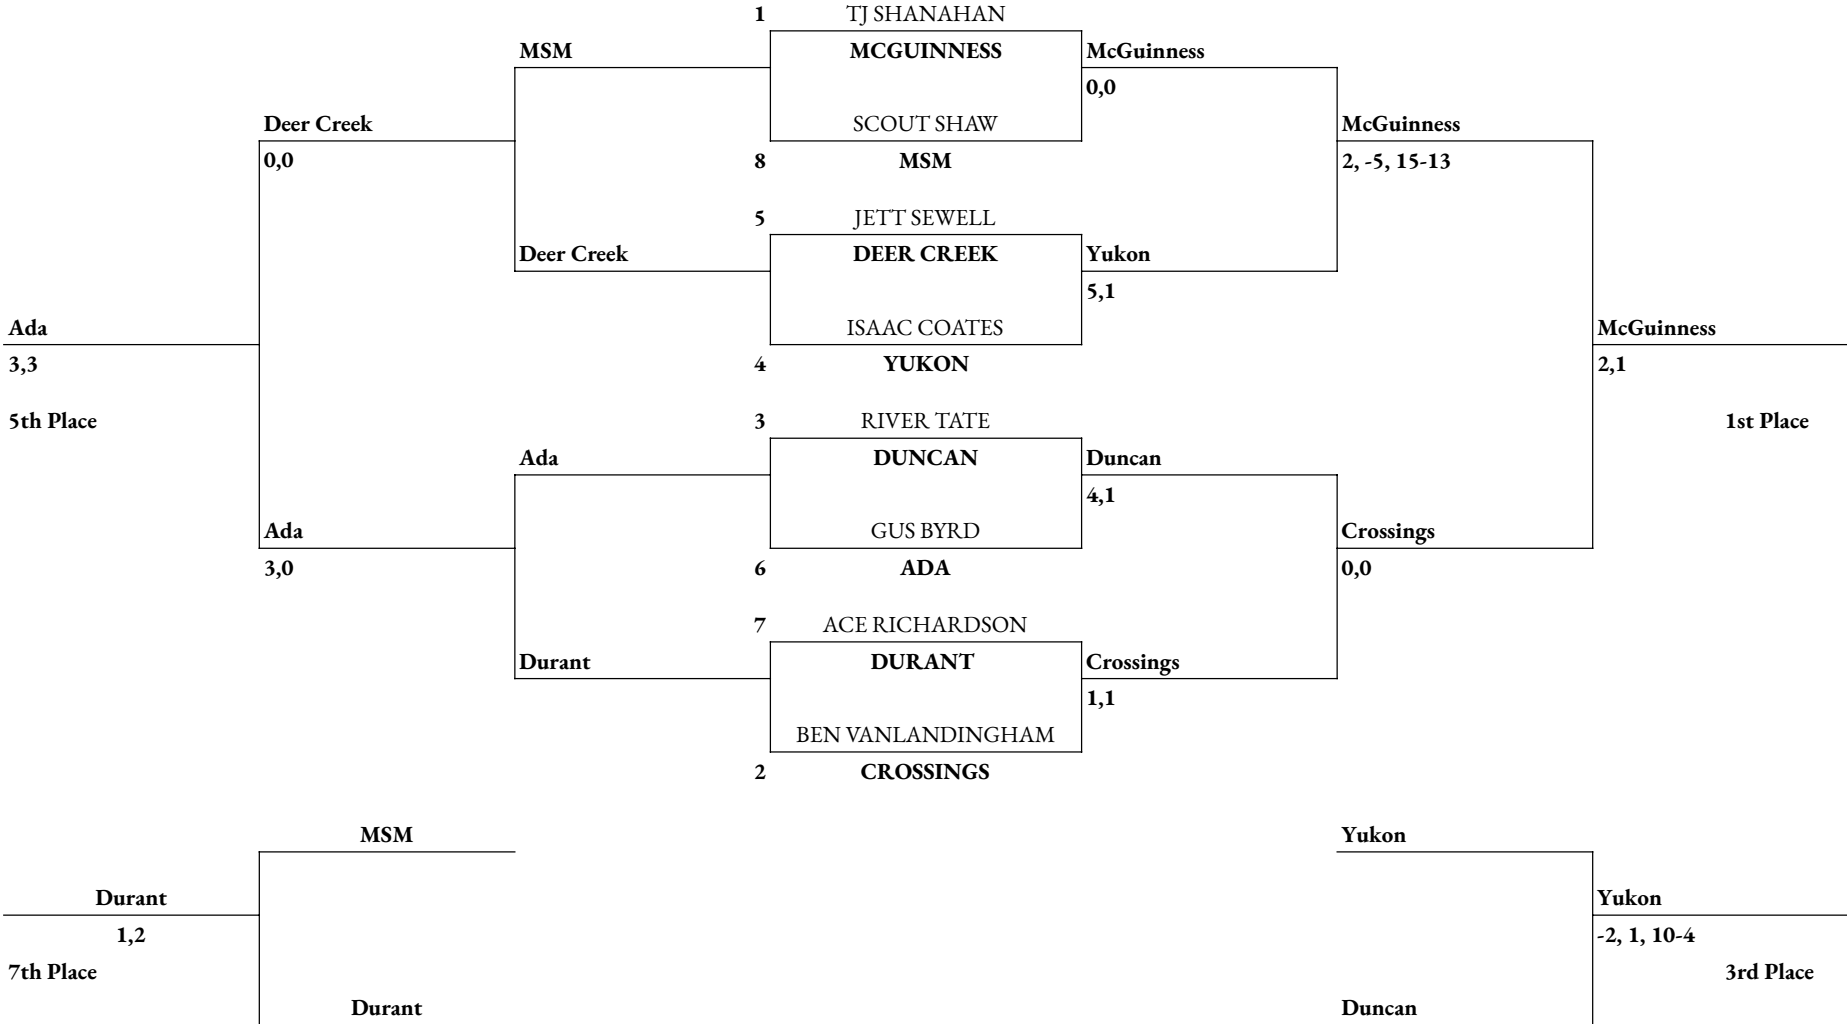 1 TJ SHANAHAN
MSM MCGUINNESS McGuinness
0,0
Deer Creek SCOUT SHAW McGuinness
0,0 8 MSM 2, -5, 15-13
5 JETT SEWELL
Deer Creek DEER CREEK Yukon
5,1
Ada ISAAC COATES McGuinness
3,3 4 YUKON 2,1
5th Place 3 RIVER TATE 1st Place
Ada DUNCAN Duncan
4,1
Ada GUS BYRD Crossings
3,0 6 ADA 0,0
7 ACE RICHARDSON
Durant DURANT Crossings
1,1
BEN VANLANDINGHAM
2 CROSSINGS
MSM Yukon
Durant Yukon
1,2 -2, 1, 10-4
7th Place 3rd Place
Durant Duncan